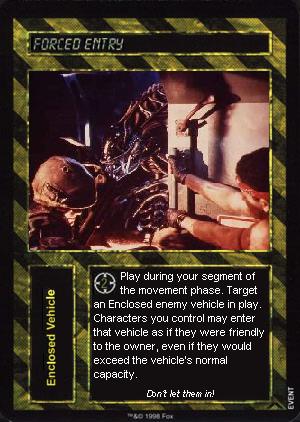 FORCED ENTRY
Enclosed Vehicle
2
Play during your segment of
the movement phase. Target
an Enclosed enemy vehicle in play.
Characters you control may enter
that vehicle as if they were friendly
to the owner, even if they would
exceed the vehicle's normal
capacity.
Don't let them in!
™&© 1998 Fox
EVENT